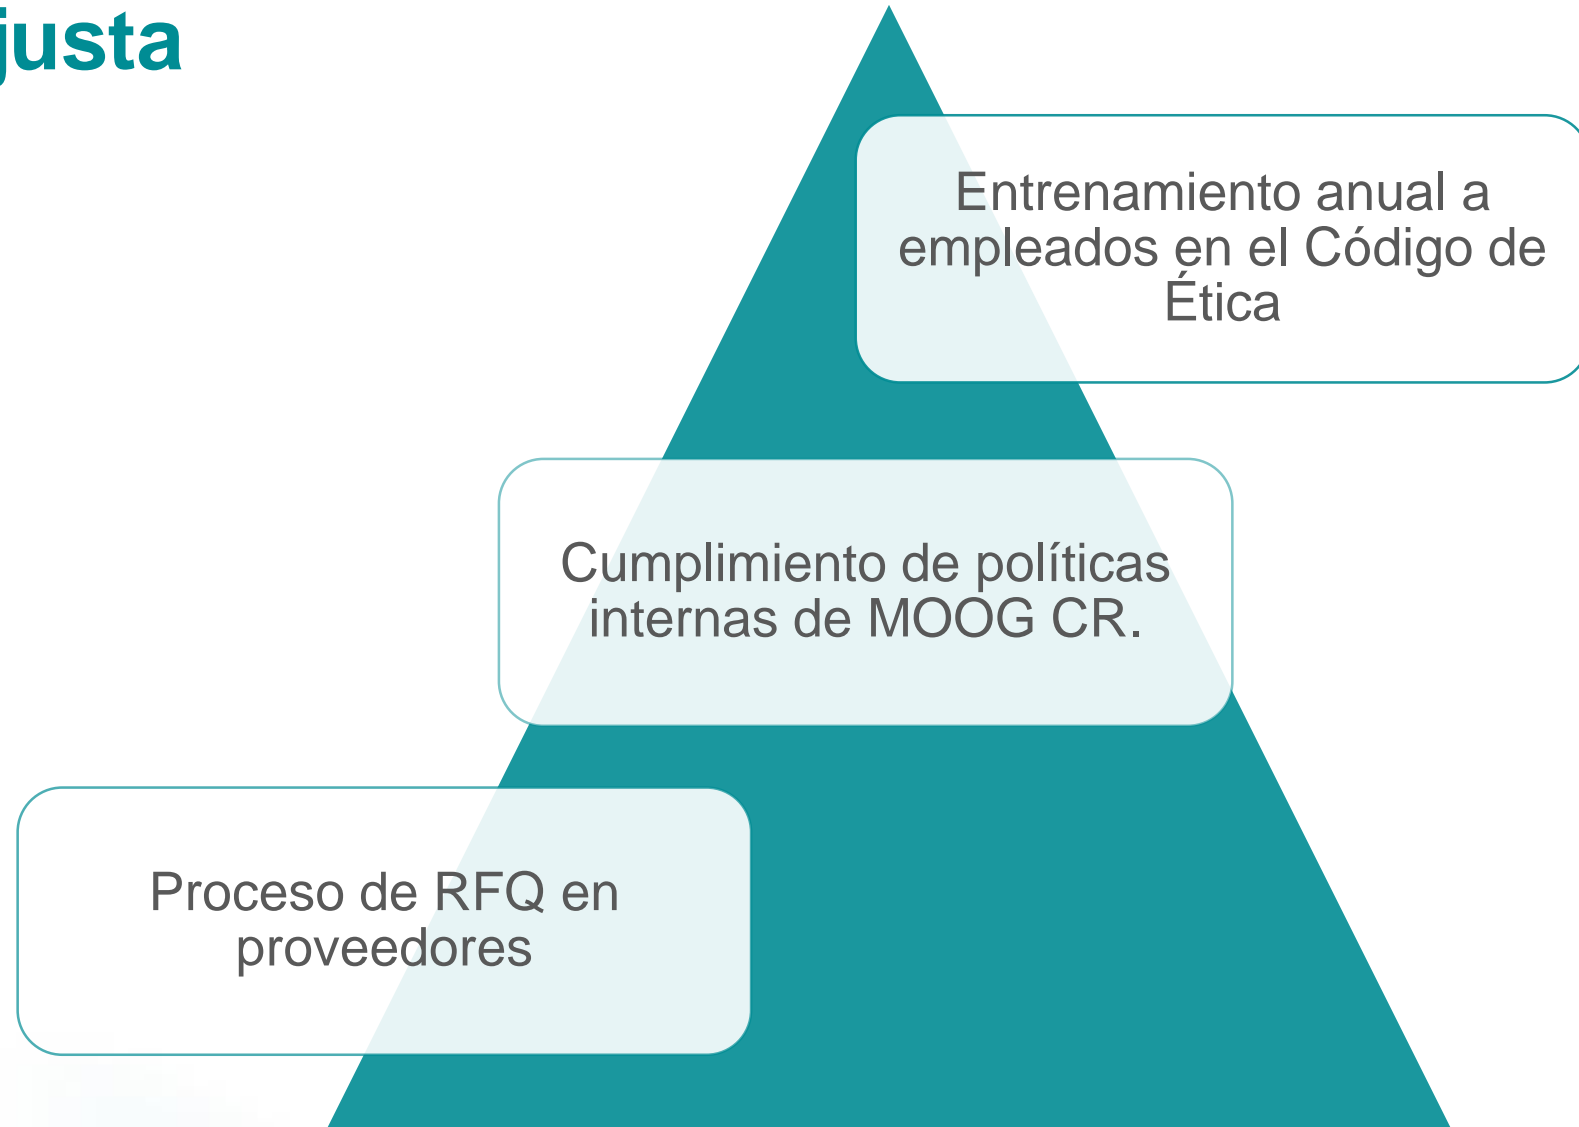 justa
Entrenamiento anual a
empleados en el Código de
Ética
Cumplimiento de políticas
internas de MOOG CR.
Proceso de RFQ en
proveedores